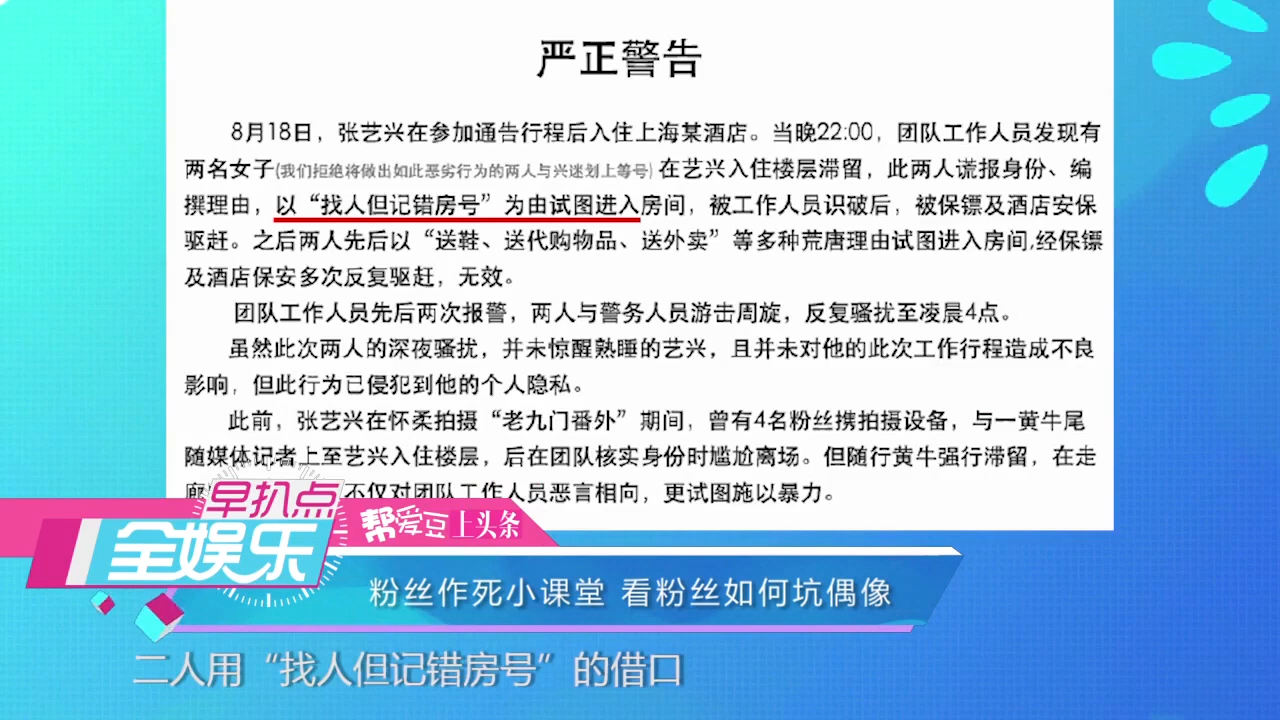 严正警告
8月18日，张艺兴在参加通告行程后入住上海某酒店。当晚22:00，团队工作人员发现有
两名女子(我们拒绝将做出如此恶劣行为的两人与兴迷划上等号)在艺兴入住楼层滞留，此两人谎报身份、编
撰理由，以“找人但记错房号”为由试图进入房间，被工作人员识破后，被保镖及酒店安保
驱赶。之后两人先后以“送鞋、送代购物品、送外卖”等多种荒唐理由试图进入房间,经保镖
及酒店保安多次反复驱赶，无效。
团队工作人员先后两次报警，两人与警务人员游击周旋，反复骚扰至凌晨4点。
虽然此次两人的深夜骚扰，并未惊醒熟睡的艺兴，且并未对他的此次工作行程造成不良
影响，但此行为已侵犯到他的个人隐私。
此前，张艺兴在怀柔拍摄“老九门番外”期间，曾有4名粉丝携拍摄设备，与一黄牛尾
随媒体记者上至艺兴入住楼层，后在团队核实身份时尴尬离场。但随行黄牛强行滞留，在走
不仅对团队工作人员恶言相向，更试图施以暴力。
早扒点
全娱乐
帮爱豆上头条
粉丝作死小课堂 看粉丝如何坑偶像
二人用“找人但记错房号”的借口